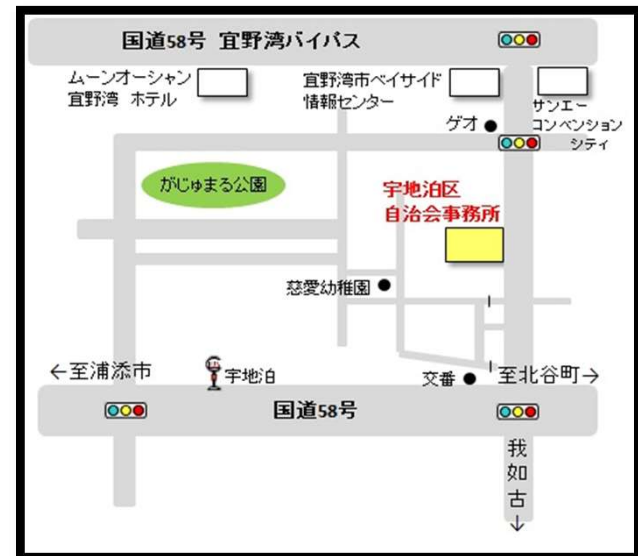 国道58号 宜野湾バイパス
ムーンオーシャン
宜野湾 ホテル
宜野湾市ベイサイド
情報センター
サンエー
コンベンション
シティ
ゲオ
がじゅまる公園
宇地泊区
自治会事務所
慈愛幼稚園
←至浦添市
宇地泊
交番
至北谷町→
国道58号
我
如
古
↓